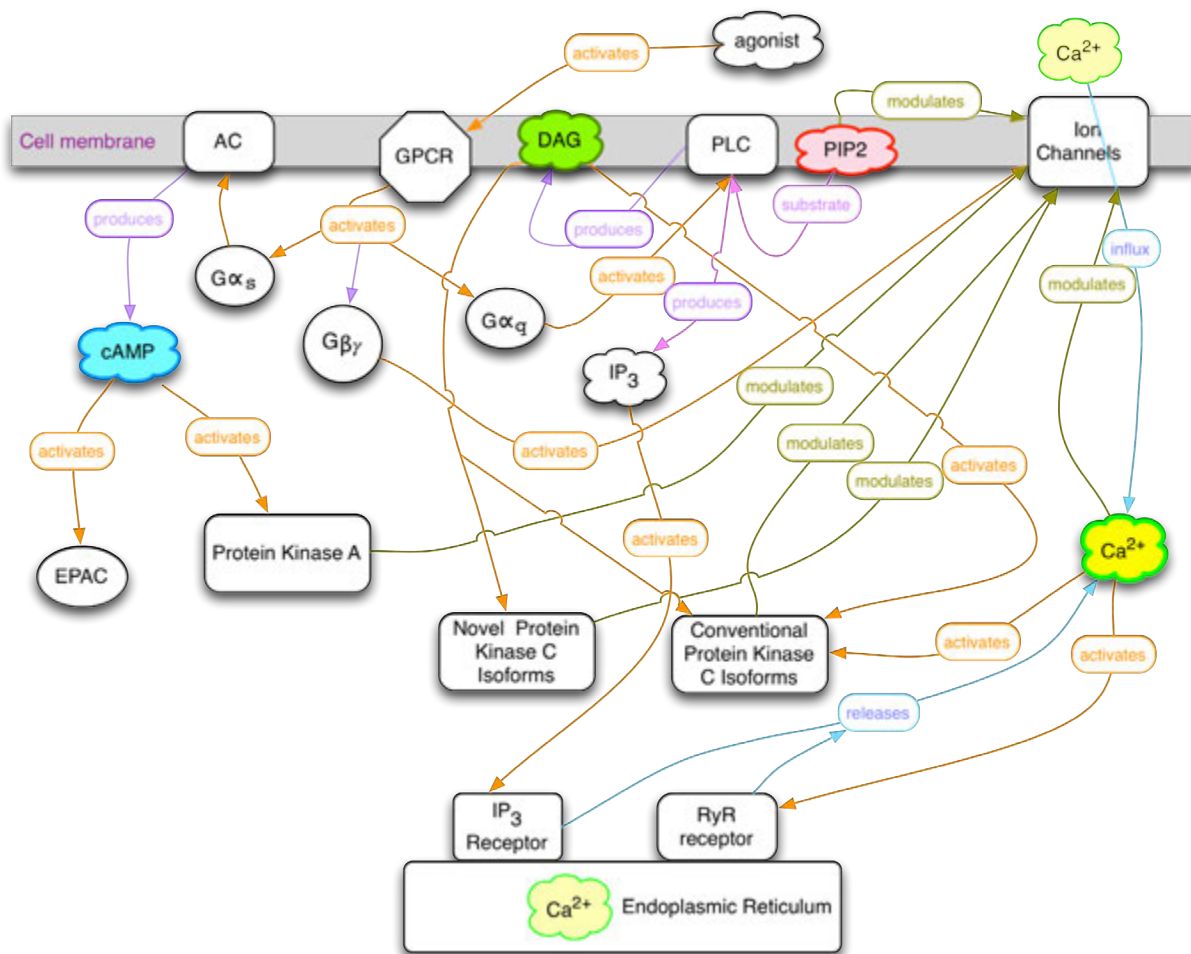 agonist
activates
Ca²⁺
modulates
Cell membrane
AC
GPCR
DAG
PLC
PIP2
Ion
Channels
produces
activates
produces
substrate
influx
Gαₛ
activates
modulates
Gα_q
produces
Gβγ
cAMP
IP₃
modulates
activates
activates
activates
modulates
activates
modulates
Protein Kinase A
activates
Ca²⁺
EPAC
Novel Protein
Kinase C
Isoforms
Conventional
Protein Kinase
C Isoforms
activates
activates
releases
IP₃
Receptor
RyR
receptor
Ca²⁺
Endoplasmic Reticulum